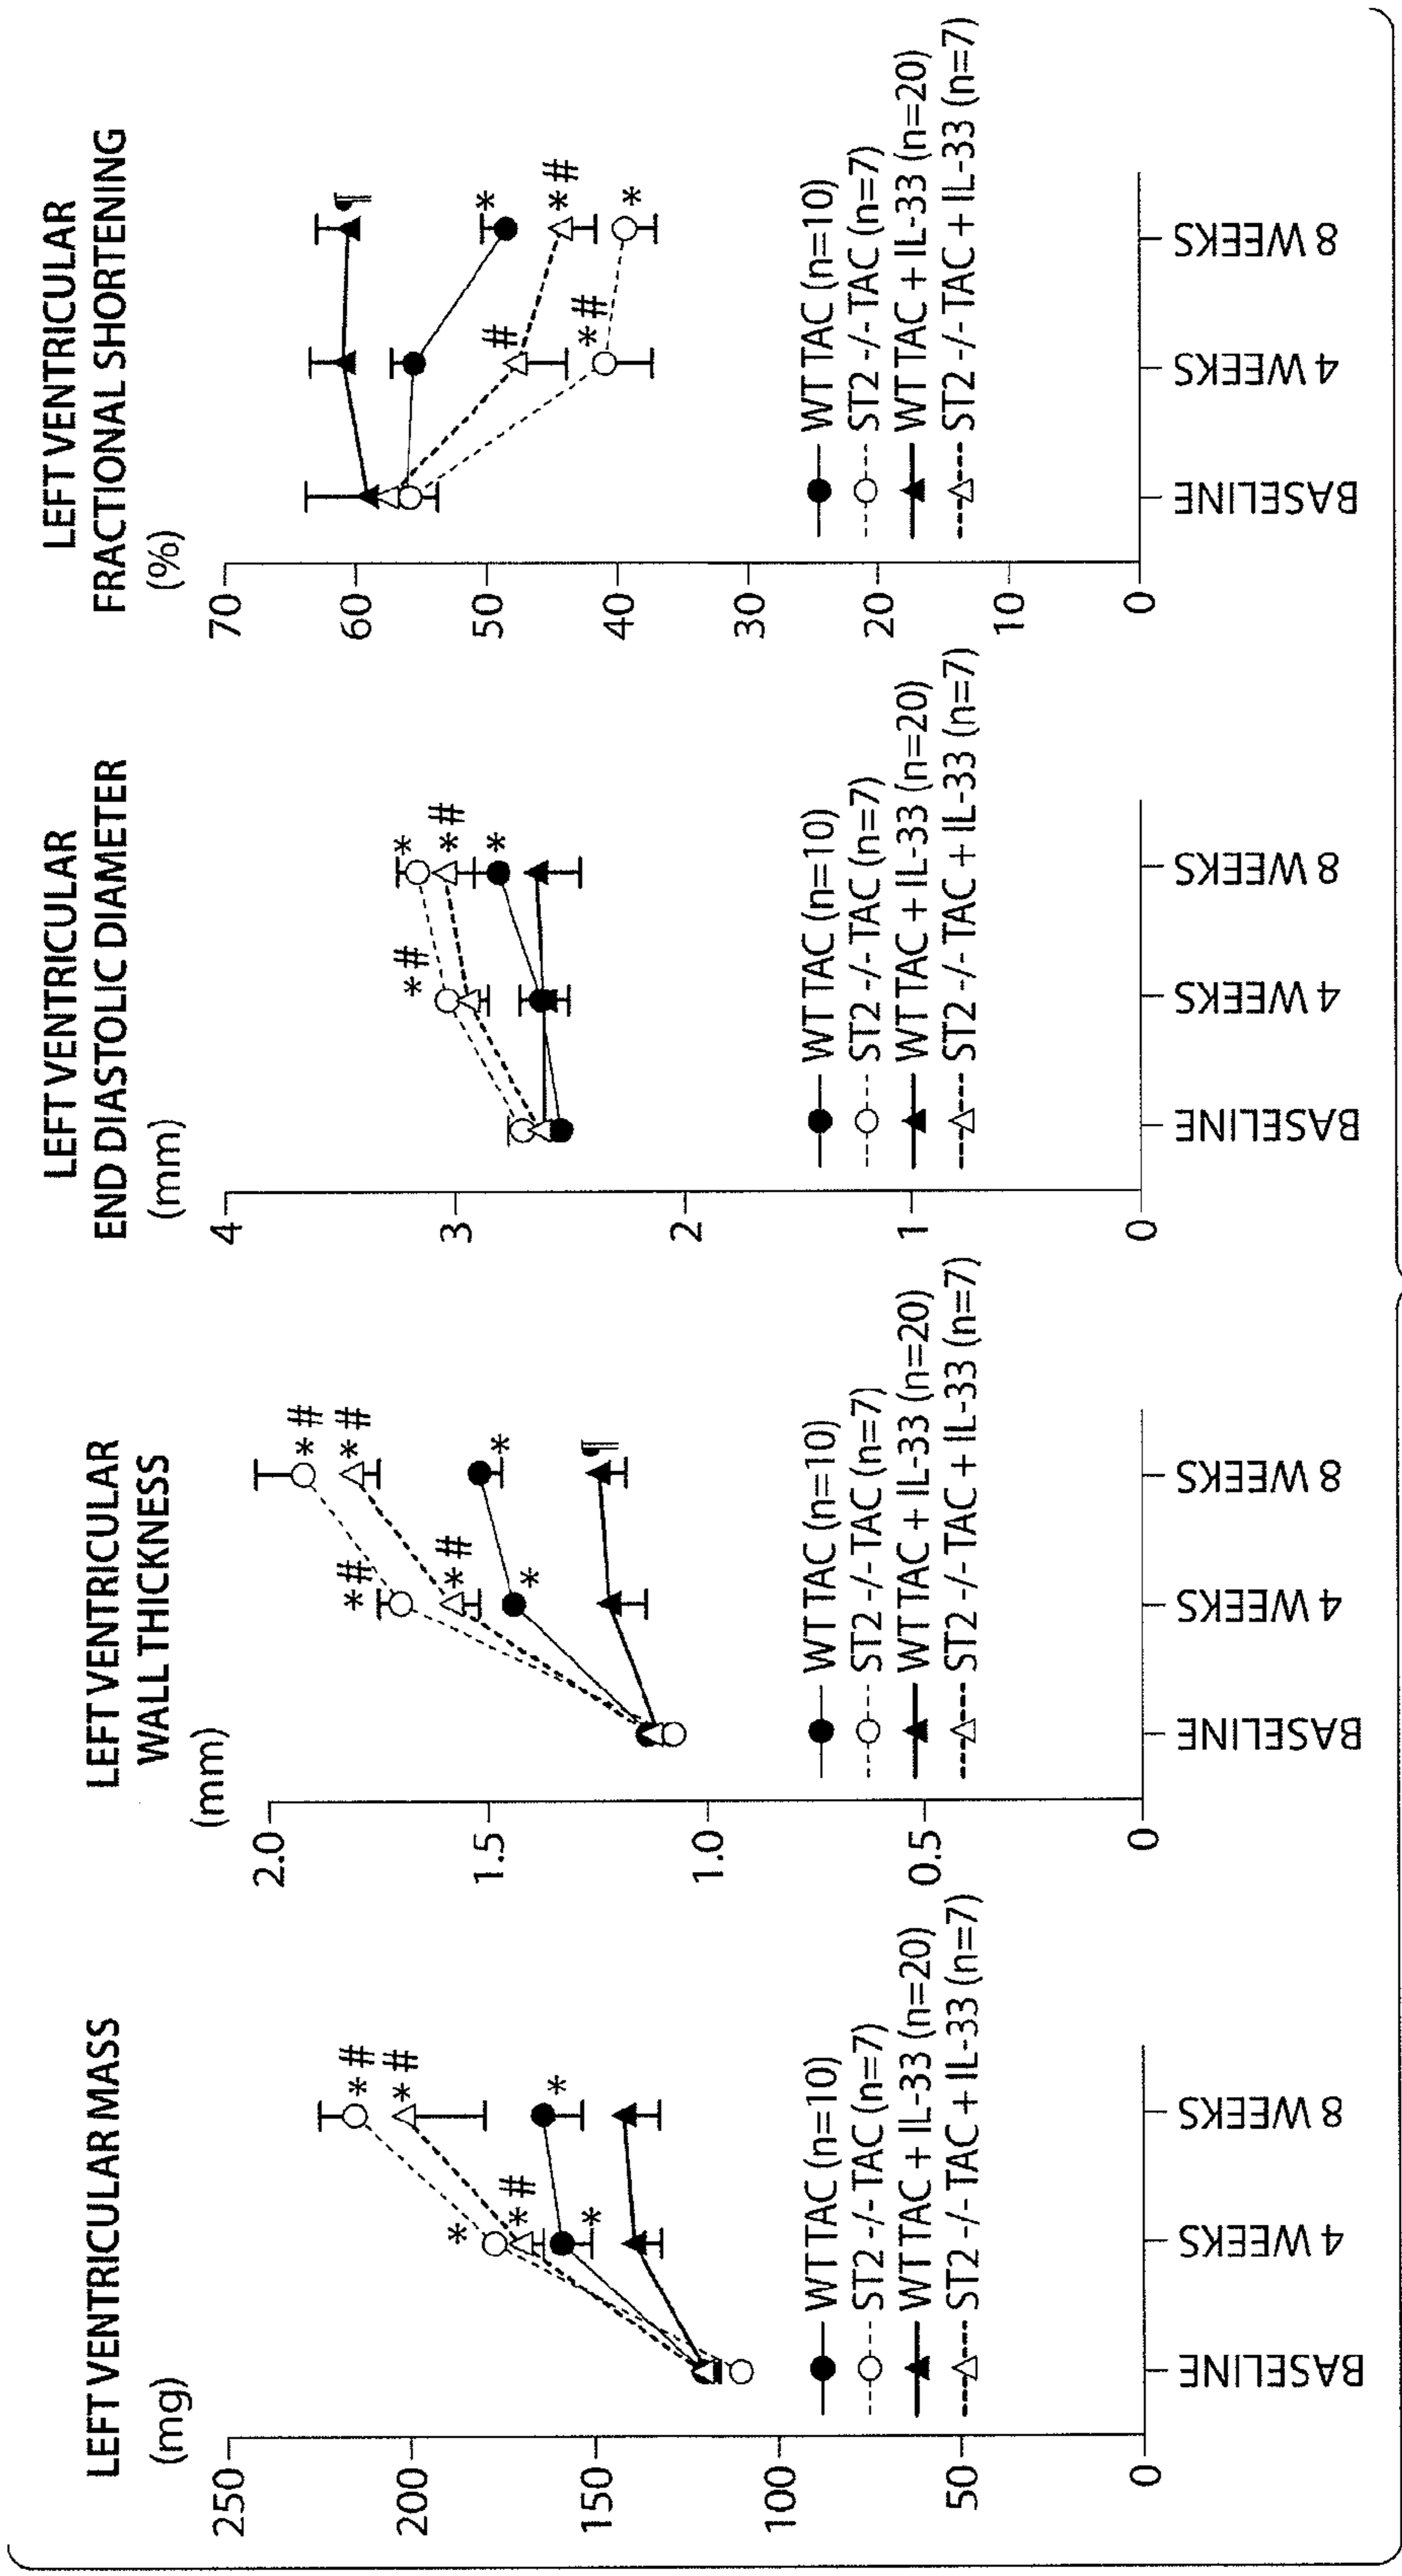 LEFT VENTRICULAR MASS
(mg)
250
200
150
100
50
0
*
*#
*
*#
*#
*
WT TAC (n=10)
ST2 -/- TAC (n=7)
WT TAC + IL-33 (n=20)
ST2 -/- TAC + IL-33 (n=7)
BASELINE
4 WEEKS
8 WEEKS
LEFT VENTRICULAR
WALL THICKNESS
(mm)
2.0
1.5
1.0
0.5
0
*#
*#
*
*#
*#
*
¶
WT TAC (n=10)
ST2 -/- TAC (n=7)
WT TAC + IL-33 (n=20)
ST2 -/- TAC + IL-33 (n=7)
BASELINE
4 WEEKS
8 WEEKS
LEFT VENTRICULAR
END DIASTOLIC DIAMETER
(mm)
4
3
2
1
0
*#
*
*#
*
WT TAC (n=10)
ST2 -/- TAC (n=7)
WT TAC + IL-33 (n=20)
ST2 -/- TAC + IL-33 (n=7)
BASELINE
4 WEEKS
8 WEEKS
LEFT VENTRICULAR
FRACTIONAL SHORTENING
(%)
70
60
50
40
30
20
10
0
#
*#
¶
*
*#
*
WT TAC (n=10)
ST2 -/- TAC (n=7)
WT TAC + IL-33 (n=20)
ST2 -/- TAC + IL-33 (n=7)
BASELINE
4 WEEKS
8 WEEKS